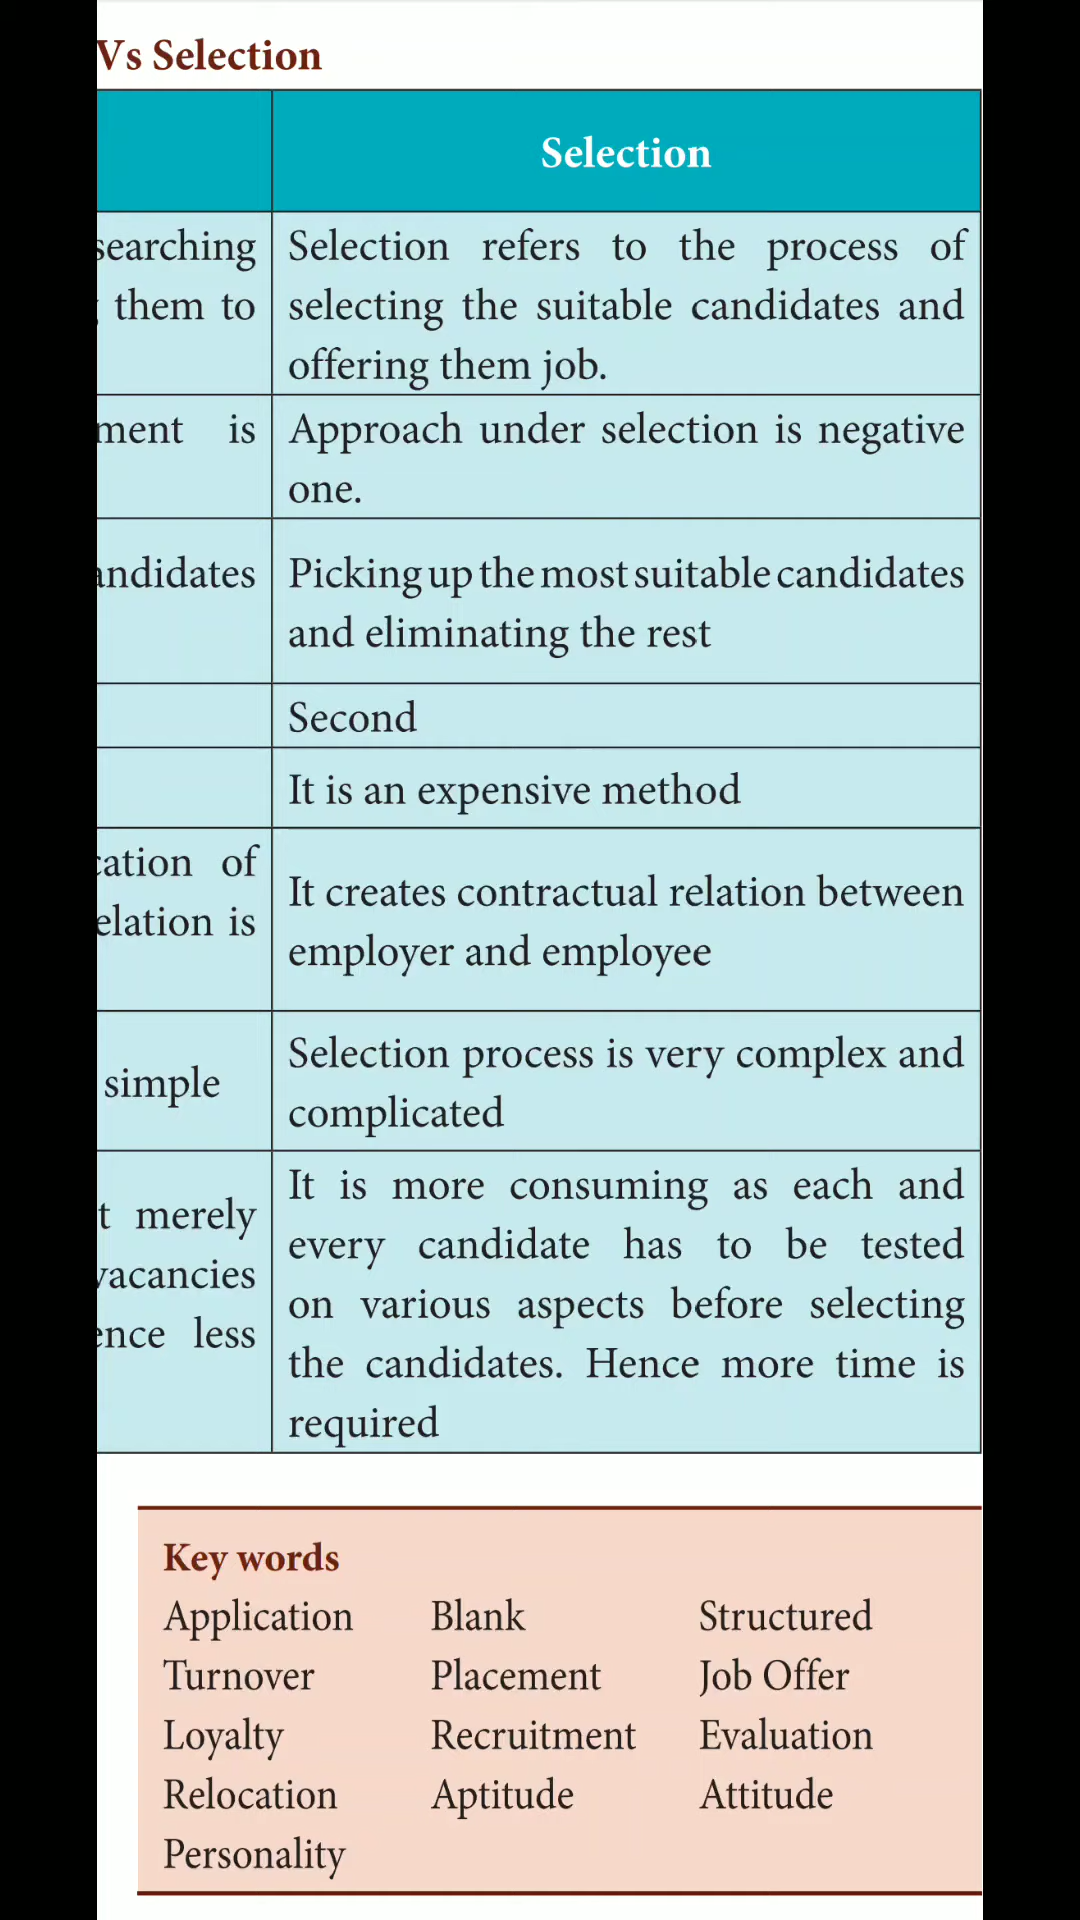 Vs Selection
Selection
searching
them to
Selection refers to the process of
selecting the suitable candidates and
offering them job.
is
Approach under selection is negative
one.
Picking up the most suitable candidates
and eliminating the rest
Second
It is an expensive method
of
is
It creates contractual relation between
employer and employee
simple
Selection process is very complex and
complicated
merely
vacancies
less
It is more consuming as each and
every candidate has to be tested
on various aspects before selecting
the candidates. Hence more time is
required
Key words
Application Blank Structured
Turnover Placement Job Offer
Loyalty Recruitment Evaluation
Relocation Aptitude Attitude
Personality